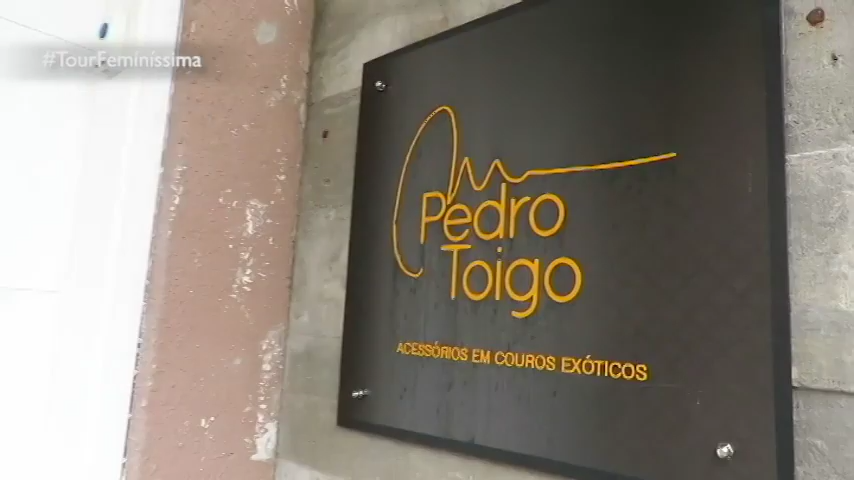 #TourFeminíssima
Pedro
Toigo
ACESSÓRIOS EM COUROS EXÓTICOS